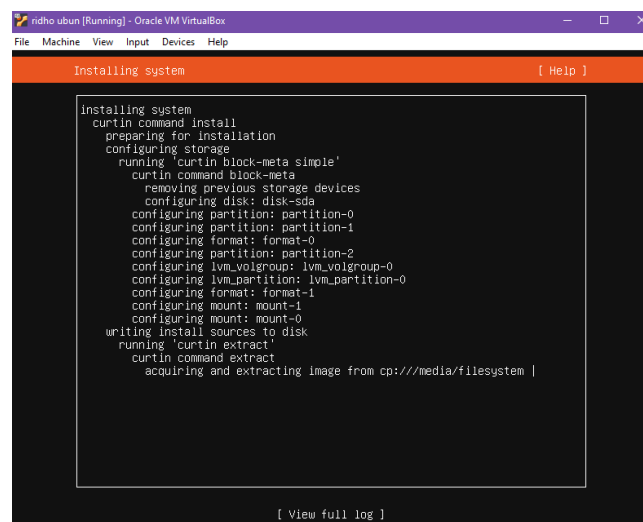 ridho ubun [Running] - Oracle VM VirtualBox
File Machine View Input Devices Help
Installing system [ Help ]
installing system
curtin command install
preparing for installation
configuring storage
running 'curtin block-meta simple'
curtin command block-meta
removing previous storage devices
configuring disk: disk-sda
configuring partition: partition-0
configuring partition: partition-1
configuring format: format-0
configuring partition: partition-2
configuring lvm_volgroup: lvm_volgroup-0
configuring lvm_partition: lvm_partition-0
configuring format: format-1
configuring mount: mount-1
configuring mount: mount-0
writing install sources to disk
running 'curtin extract'
curtin command extract
acquiring and extracting image from cp:///media/filesystem |
[ View full log ]